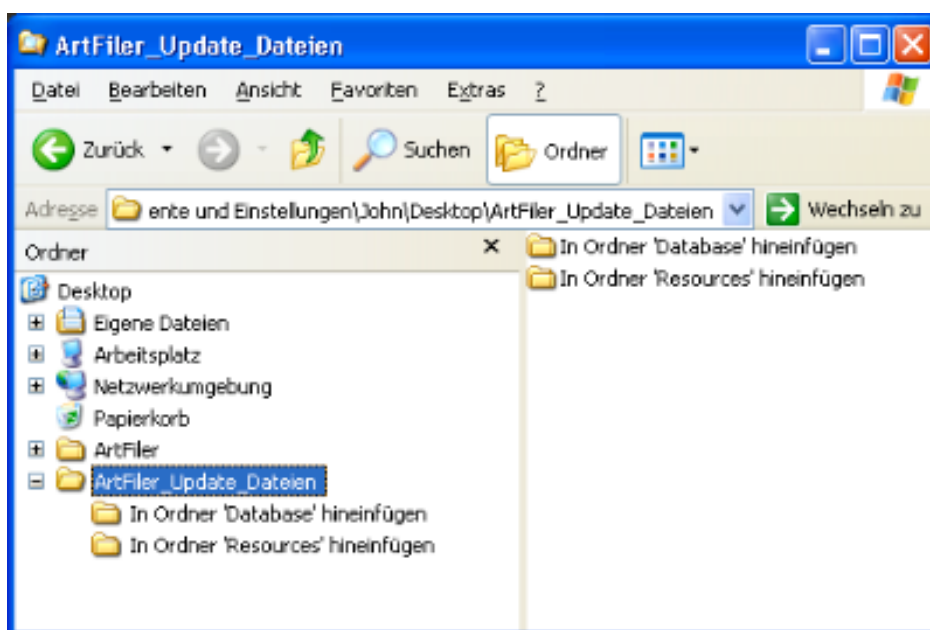 ArtFiler_Update_Dateien
Datei Bearbeiten Ansicht Favoriten Extras ?
Zurück Suchen Ordner
Adresse ente und Einstellungen\John\Desktop\ArtFiler_Update_Dateien Wechseln zu
Ordner
Desktop
Eigene Dateien
Arbeitsplatz
Netzwerkumgebung
Papierkorb
ArtFiler
ArtFiler_Update_Dateien
In Ordner 'Database' hineinfügen
In Ordner 'Resources' hineinfügen
In Ordner 'Database' hineinfügen
In Ordner 'Resources' hineinfügen